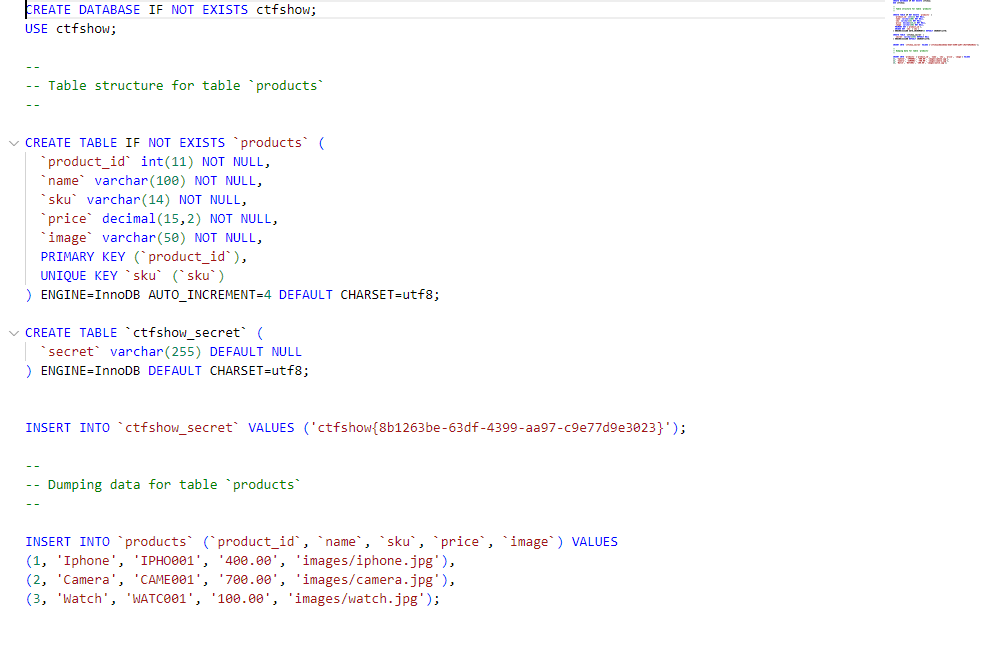 CREATE DATABASE IF NOT EXISTS ctfshow;
USE ctfshow;
--
-- Table structure for table `products`
--
CREATE TABLE IF NOT EXISTS `products` (
  `product_id` int(11) NOT NULL,
  `name` varchar(100) NOT NULL,
  `sku` varchar(14) NOT NULL,
  `price` decimal(15,2) NOT NULL,
  `image` varchar(50) NOT NULL,
  PRIMARY KEY (`product_id`),
  UNIQUE KEY `sku` (`sku`)
) ENGINE=InnoDB AUTO_INCREMENT=4 DEFAULT CHARSET=utf8;
CREATE TABLE `ctfshow_secret` (
  `secret` varchar(255) DEFAULT NULL
) ENGINE=InnoDB DEFAULT CHARSET=utf8;
INSERT INTO `ctfshow_secret` VALUES ('ctfshow{8b1263be-63df-4399-aa97-c9e77d9e3023}');
--
-- Dumping data for table `products`
--
INSERT INTO `products` (`product_id`, `name`, `sku`, `price`, `image`) VALUES
(1, 'Iphone', 'IPHO001', '400.00', 'images/iphone.jpg'),
(2, 'Camera', 'CAME001', '700.00', 'images/camera.jpg'),
(3, 'Watch', 'WATC001', '100.00', 'images/watch.jpg');